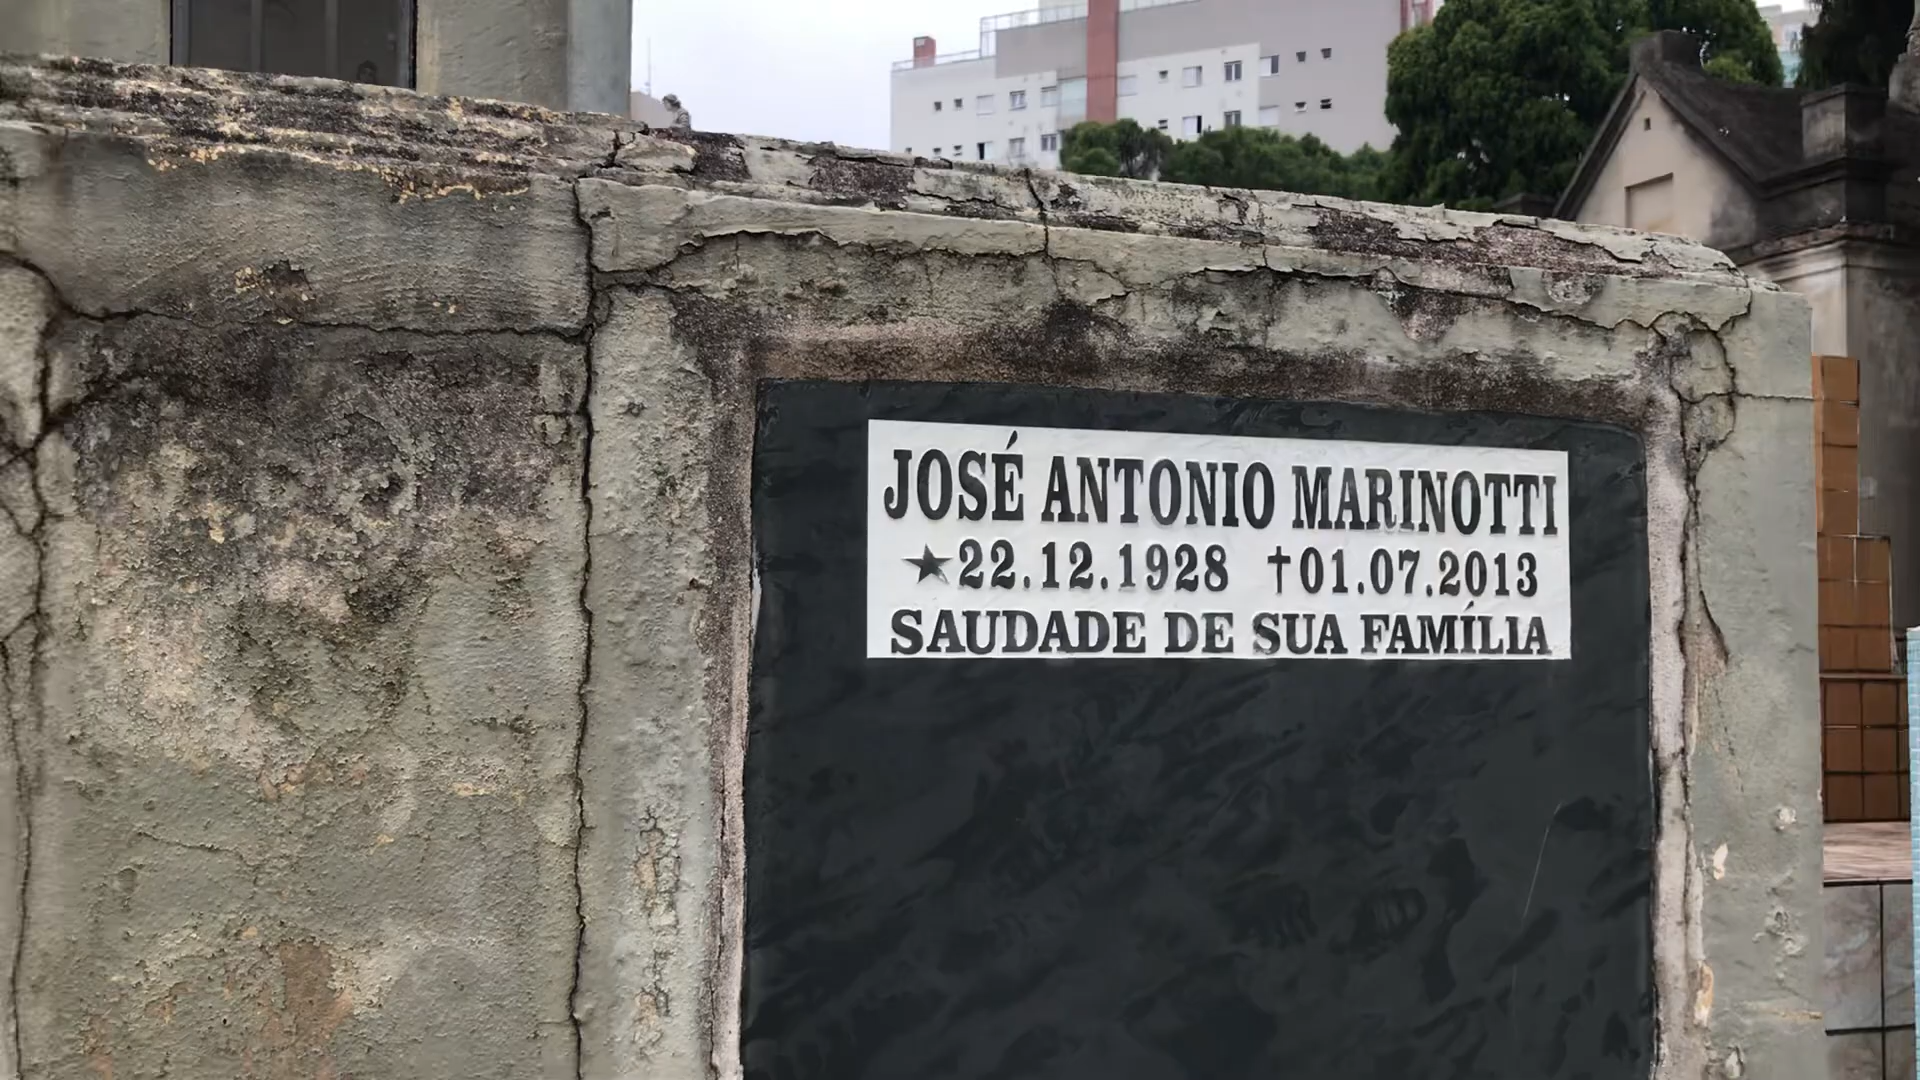 JOSÉ ANTONIO MARINOTTI
★22.12.1928 †01.07.2013
SAUDADE DE SUA FAMÍLIA